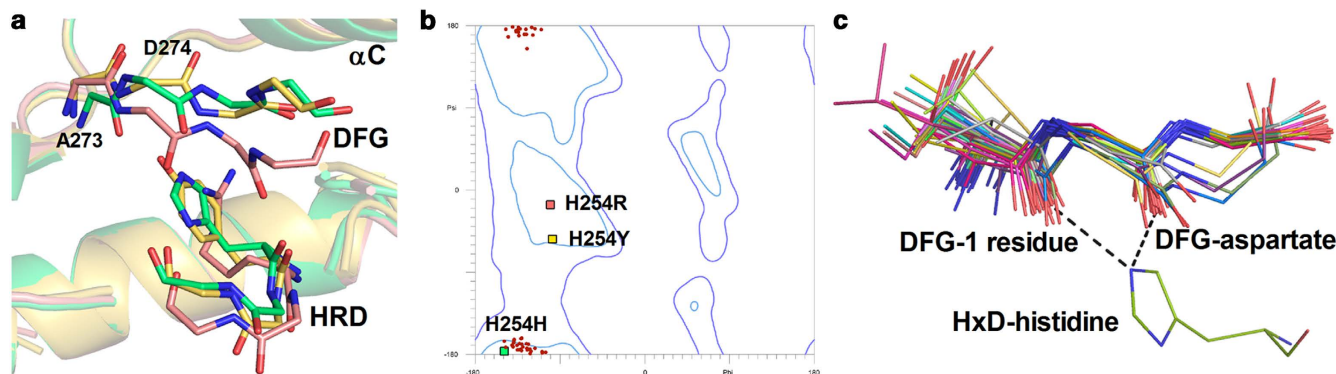 a
D274
αC
A273
DFG
HRD
b
180
Psi
0
-180
H254R
H254Y
H254H
-180
0
Phi
180
c
DFG-1 residue
DFG-aspartate
HxD-histidine